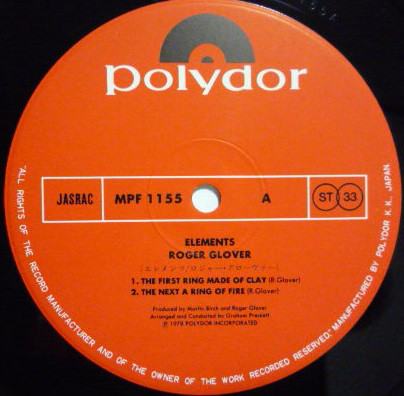 polydor
JASRAC
MPF 1155
A
ST 33
ELEMENTS
ROGER GLOVER
(エレメンツ/ロジャー・グローヴァー)
1. THE FIRST RING MADE OF CLAY (R.Glover)
2. THE NEXT A RING OF FIRE (R.Glover)
Produced by Martin Birch and Roger Glover
Arranged and Conducted by Graham Preskett
Ⓟ 1978 POLYDOR INCORPORATED
"ALL RIGHTS OF THE RECORD MANUFACTURER AND OF THE OWNER OF THE WORK RECORDED RESERVED." MANUFACTURED BY POLYDOR K.K., JAPAN.